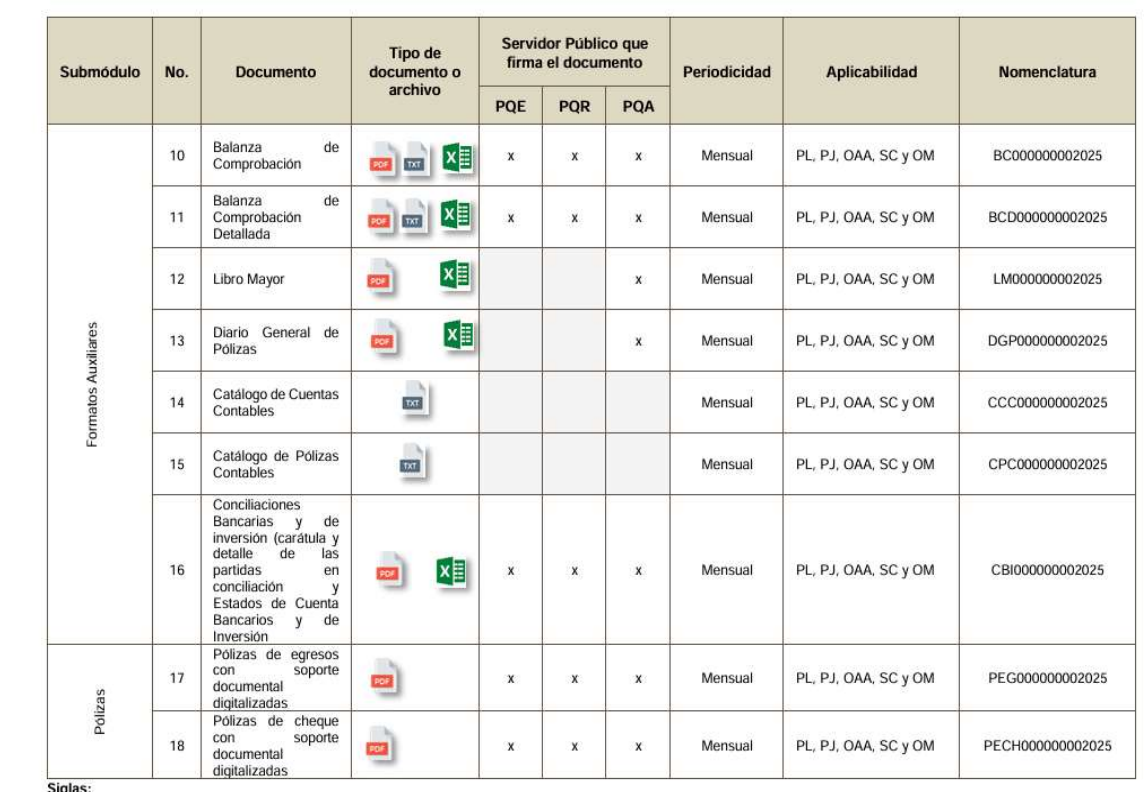 Submódulo No. Documento Tipo de documento o archivo Servidor Público que firma el documento Periodicidad Aplicabilidad Nomenclatura
PQE PQR PQA
Formatos Auxiliares
10 Balanza de Comprobación PDF TXT X x x x Mensual PL, PJ, OAA, SC y OM BC000000002025
11 Balanza de Comprobación Detallada PDF TXT X x x x Mensual PL, PJ, OAA, SC y OM BCD000000002025
12 Libro Mayor PDF X x Mensual PL, PJ, OAA, SC y OM LM000000002025
13 Diario General de Pólizas PDF X x Mensual PL, PJ, OAA, SC y OM DGP000000002025
14 Catálogo de Cuentas Contables TXT Mensual PL, PJ, OAA, SC y OM CCC000000002025
15 Catálogo de Pólizas Contables TXT Mensual PL, PJ, OAA, SC y OM CPC000000002025
16 Conciliaciones Bancarias y de inversión (carátula y detalle de las partidas en conciliación y Estados de Cuenta Bancarios y de Inversión PDF X x x x Mensual PL, PJ, OAA, SC y OM CBI000000002025
Pólizas
17 Pólizas de egresos con soporte documental digitalizadas PDF x x x Mensual PL, PJ, OAA, SC y OM PEG000000002025
18 Pólizas de cheque con soporte documental digitalizadas PDF x x x Mensual PL, PJ, OAA, SC y OM PECH000000002025
Siglas: